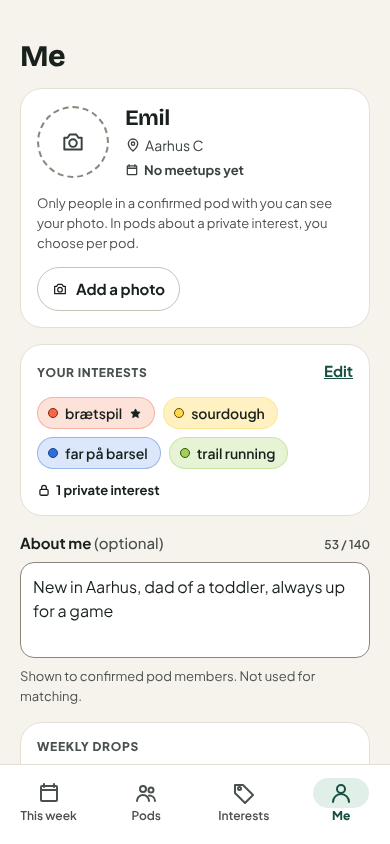 Me
Emil
Aarhus C
No meetups yet
Only people in a confirmed pod with you can see
your photo. In pods about a private interest, you
choose per pod.
Add a photo
YOUR INTERESTS
Edit
brætspil
sourdough
far på barsel
trail running
1 private interest
About me (optional)
53 / 140
New in Aarhus, dad of a toddler, always up
for a game
Shown to confirmed pod members. Not used for
matching.
WEEKLY DROPS
This week
Pods
Interests
Me